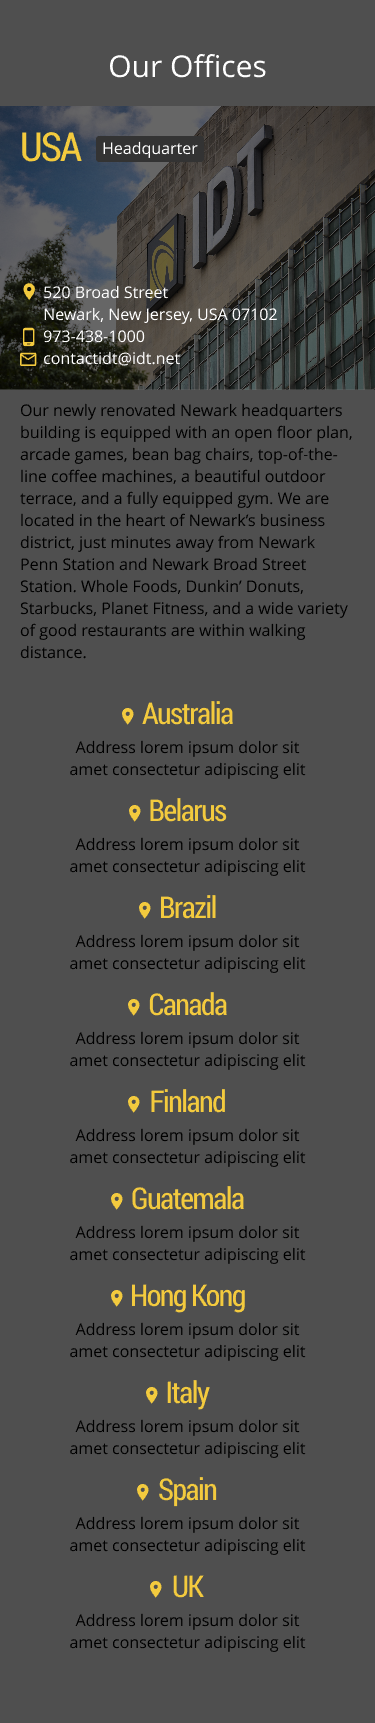 Our Offices
USA Headquarter
IDT
520 Broad Street
Newark, New Jersey, USA 07102
973-438-1000
contactidt@idt.net
Our newly renovated Newark headquarters
building is equipped with an open floor plan,
arcade games, bean bag chairs, top-of-the-
line coffee machines, a beautiful outdoor
terrace, and a fully equipped gym. We are
located in the heart of Newark’s business
district, just minutes away from Newark
Penn Station and Newark Broad Street
Station. Whole Foods, Dunkin’ Donuts,
Starbucks, Planet Fitness, and a wide variety
of good restaurants are within walking
distance.
Australia
Address lorem ipsum dolor sit
amet consectetur adipiscing elit
Belarus
Address lorem ipsum dolor sit
amet consectetur adipiscing elit
Brazil
Address lorem ipsum dolor sit
amet consectetur adipiscing elit
Canada
Address lorem ipsum dolor sit
amet consectetur adipiscing elit
Finland
Address lorem ipsum dolor sit
amet consectetur adipiscing elit
Guatemala
Address lorem ipsum dolor sit
amet consectetur adipiscing elit
Hong Kong
Address lorem ipsum dolor sit
amet consectetur adipiscing elit
Italy
Address lorem ipsum dolor sit
amet consectetur adipiscing elit
Spain
Address lorem ipsum dolor sit
amet consectetur adipiscing elit
UK
Address lorem ipsum dolor sit
amet consectetur adipiscing elit